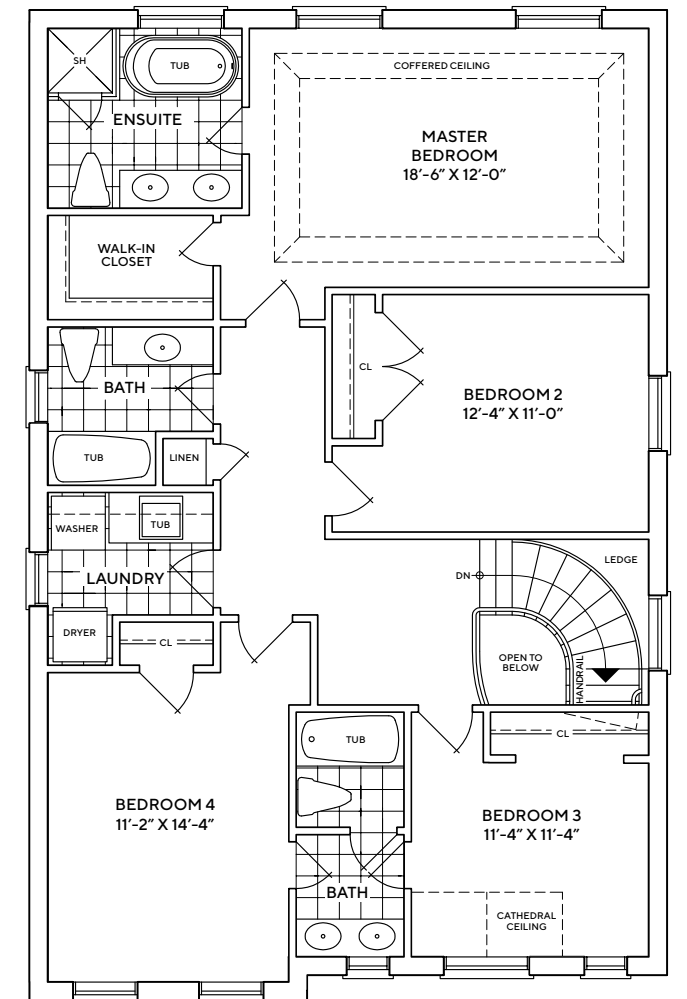 SH
TUB
COFFERED CEILING
ENSUITE
MASTER
BEDROOM
18'-6" X 12'-0"
WALK-IN
CLOSET
CL
BATH
BEDROOM 2
12'-4" X 11'-0"
TUB
LINEN
WASHER
TUB
LAUNDRY
LEDGE
DN
DRYER
CL
OPEN TO
BELOW
HANDRAIL
TUB
CL
BEDROOM 4
11'-2" X 14'-4"
BEDROOM 3
11'-4" X 11'-4"
BATH
CATHEDRAL
CEILING